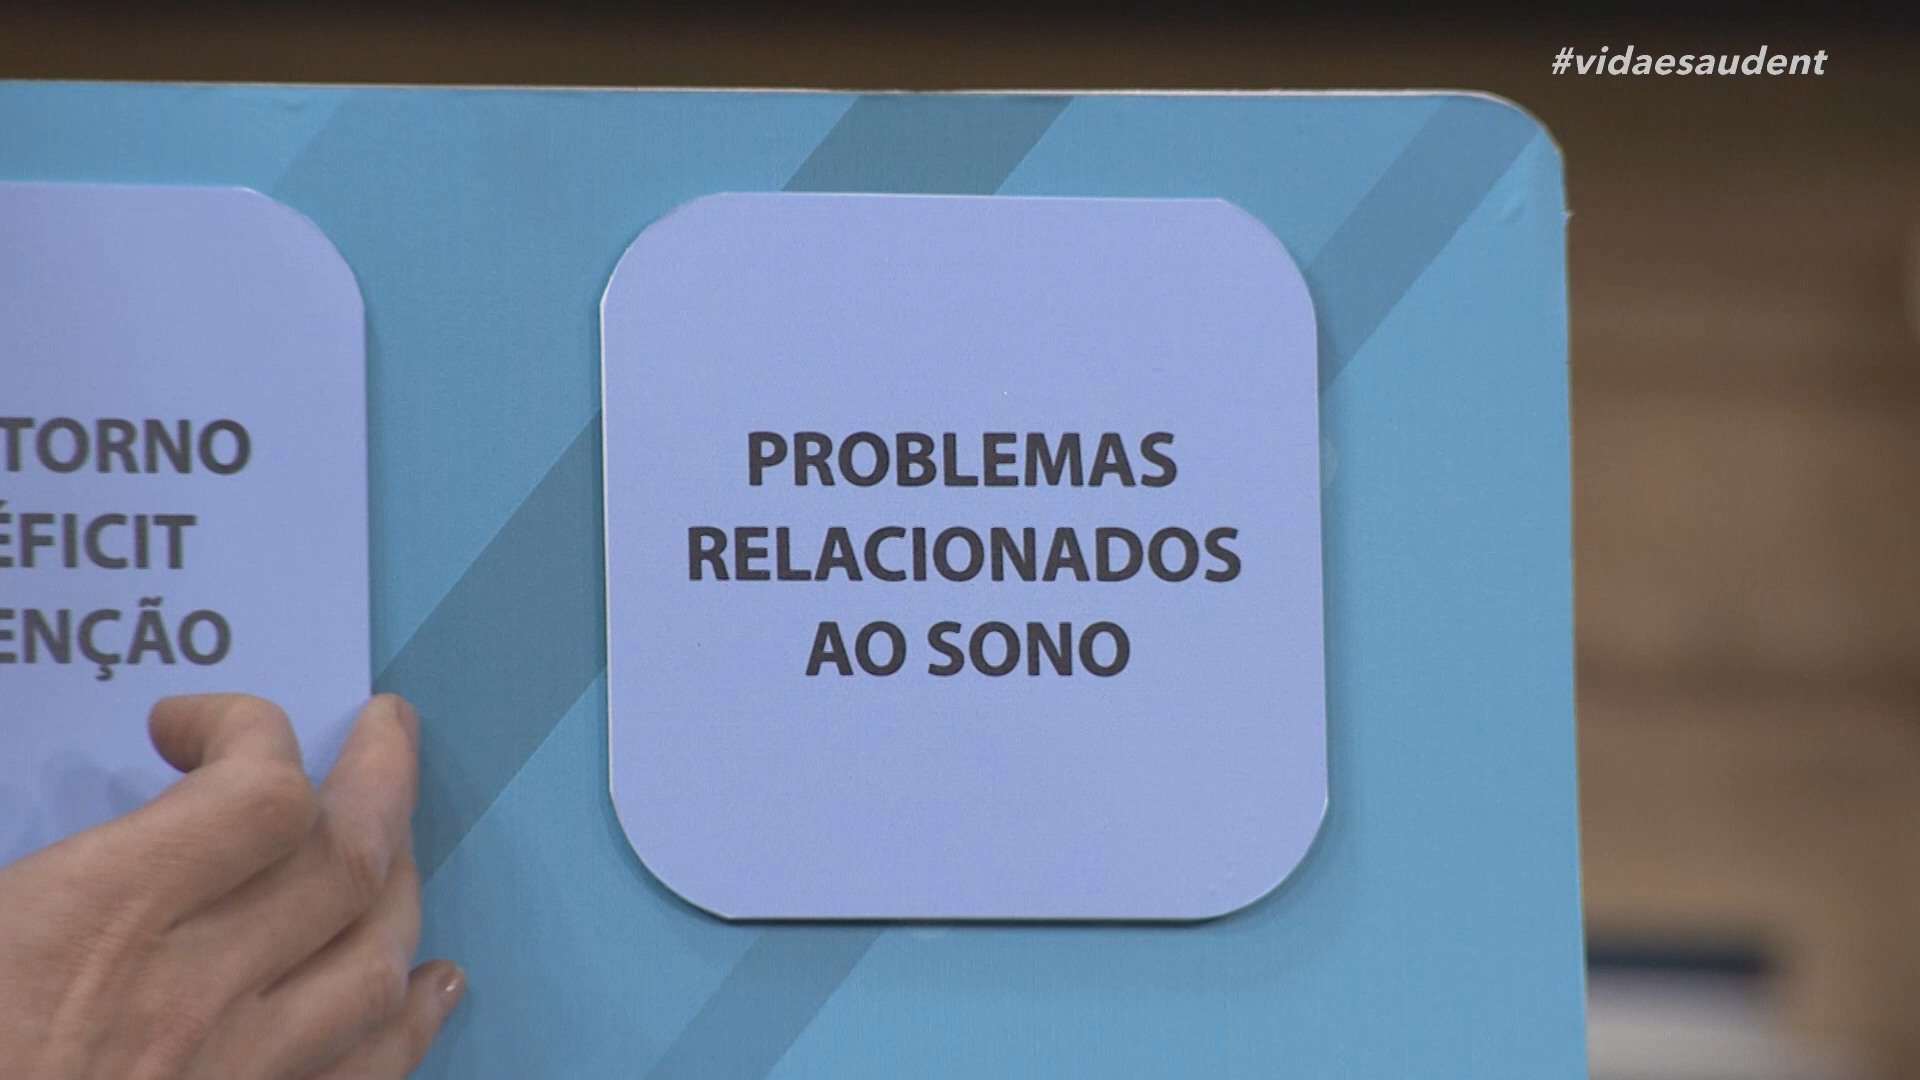 #vidaesaudent
TORNO
ÉFICIT
ENÇÃO
PROBLEMAS
RELACIONADOS
AO SONO